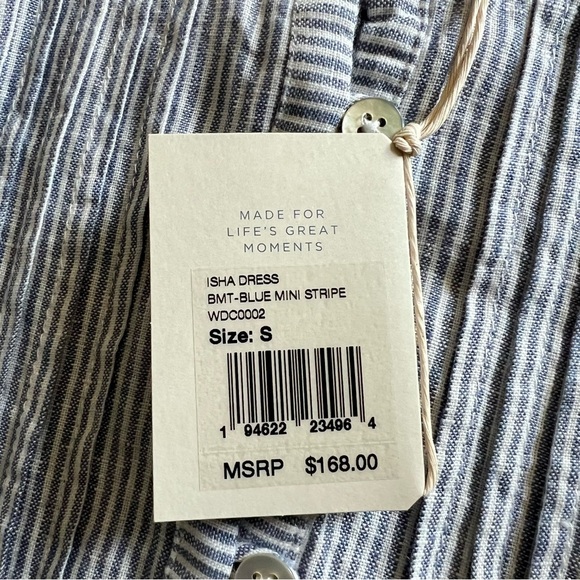 MADE FOR
LIFE'S GREAT
MOMENTS
ISHA DRESS
BMT-BLUE MINI STRIPE
WDC0002
Size: S
1 94622 23496 4
MSRP $168.00